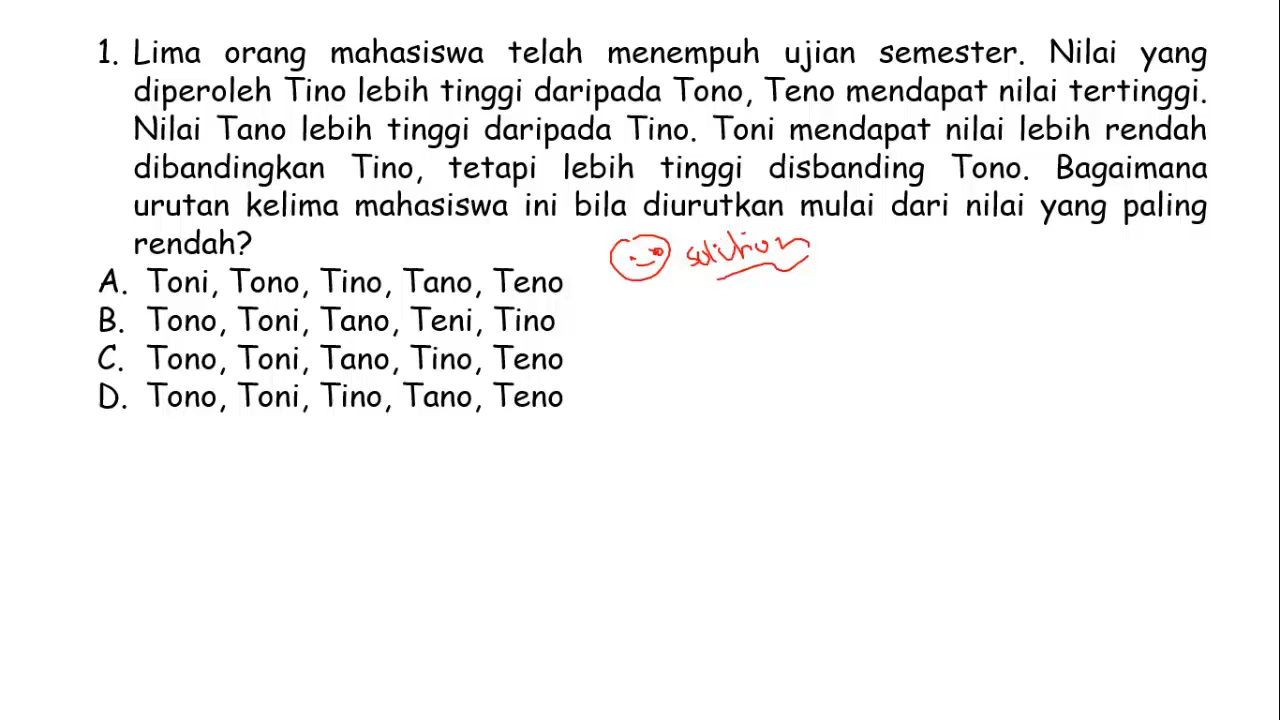 1. Lima orang mahasiswa telah menempuh ujian semester. Nilai yang
diperoleh Tino lebih tinggi daripada Tono, Teno mendapat nilai tertinggi.
Nilai Tano lebih tinggi daripada Tino. Toni mendapat nilai lebih rendah
dibandingkan Tino, tetapi lebih tinggi disbanding Tono. Bagaimana
urutan kelima mahasiswa ini bila diurutkan mulai dari nilai yang paling
rendah?
solution
A. Toni, Tono, Tino, Tano, Teno
B. Tono, Toni, Tano, Teni, Tino
C. Tono, Toni, Tano, Tino, Teno
D. Tono, Toni, Tino, Tano, Teno